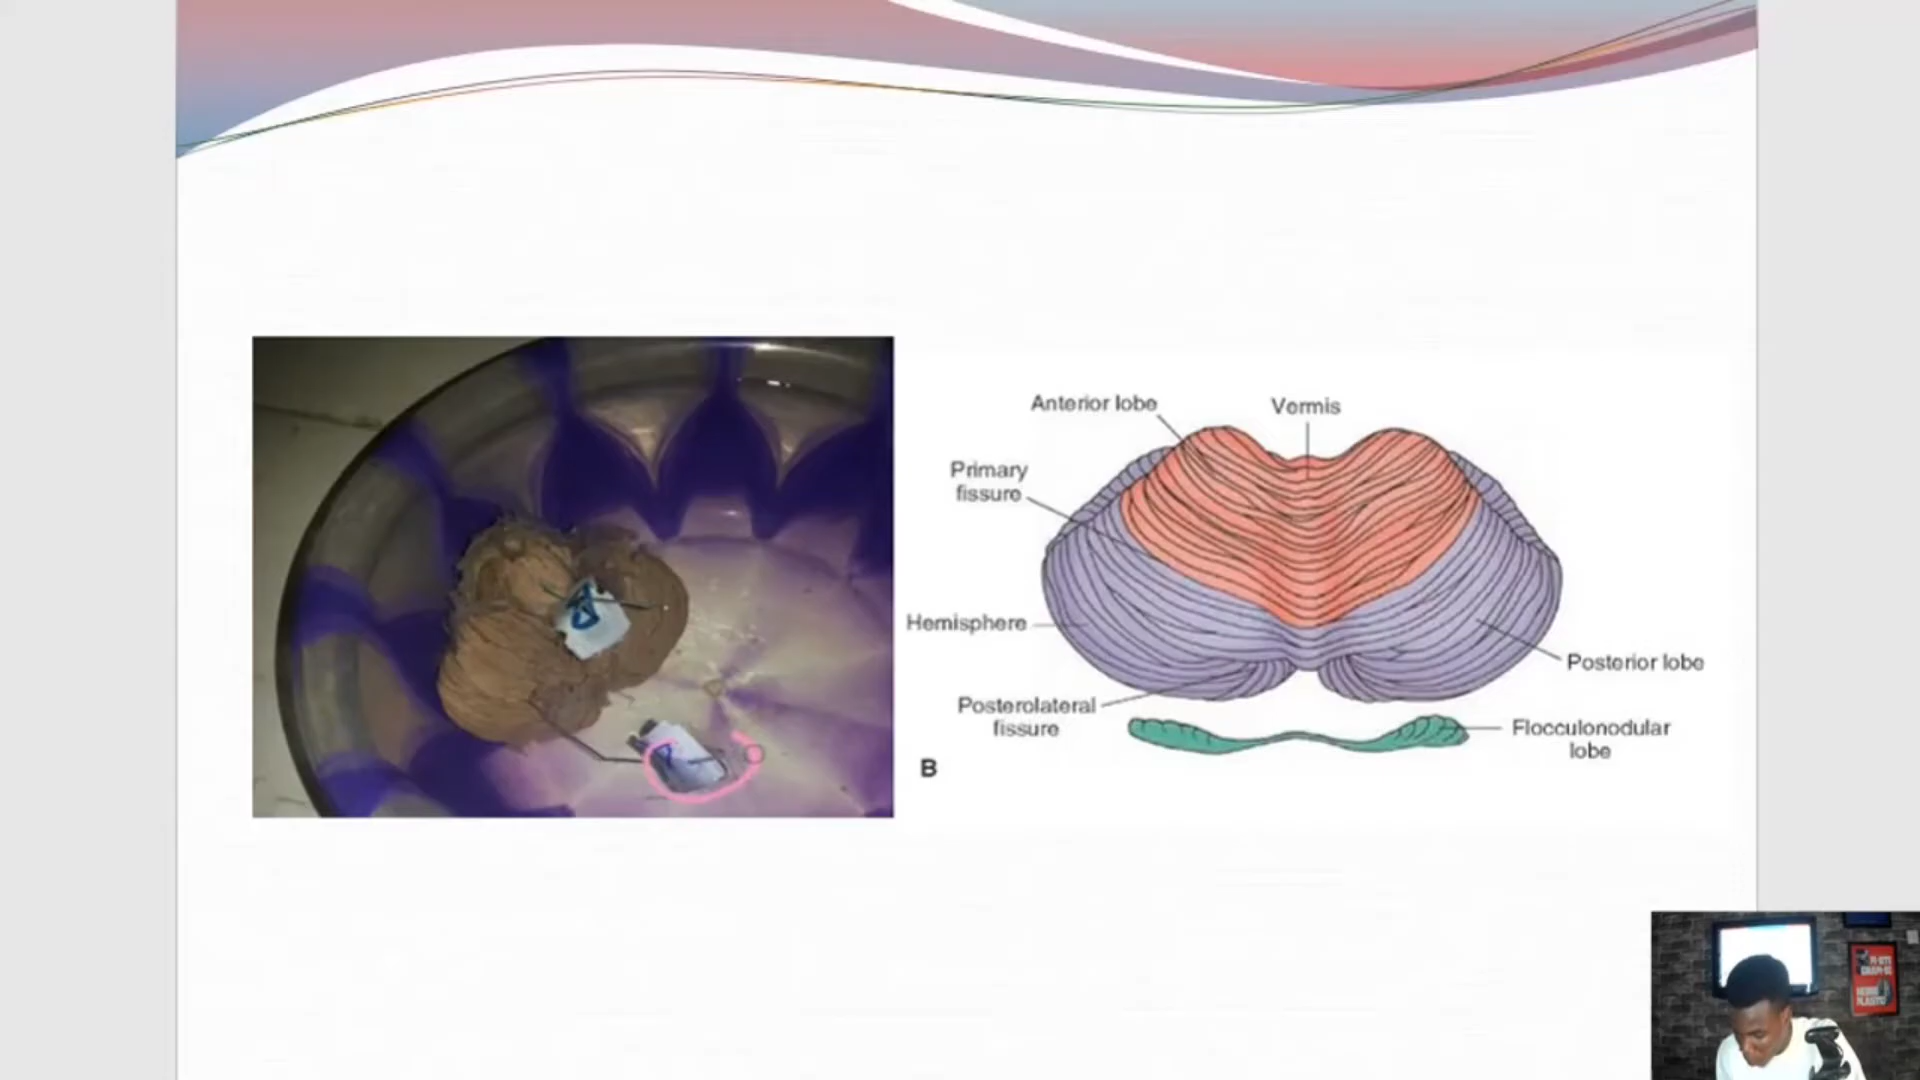 Anterior lobe
Vermis
Primary
fissure
Hemisphere
Posterior lobe
Posterolateral
fissure
Flocculonodular
lobe
B